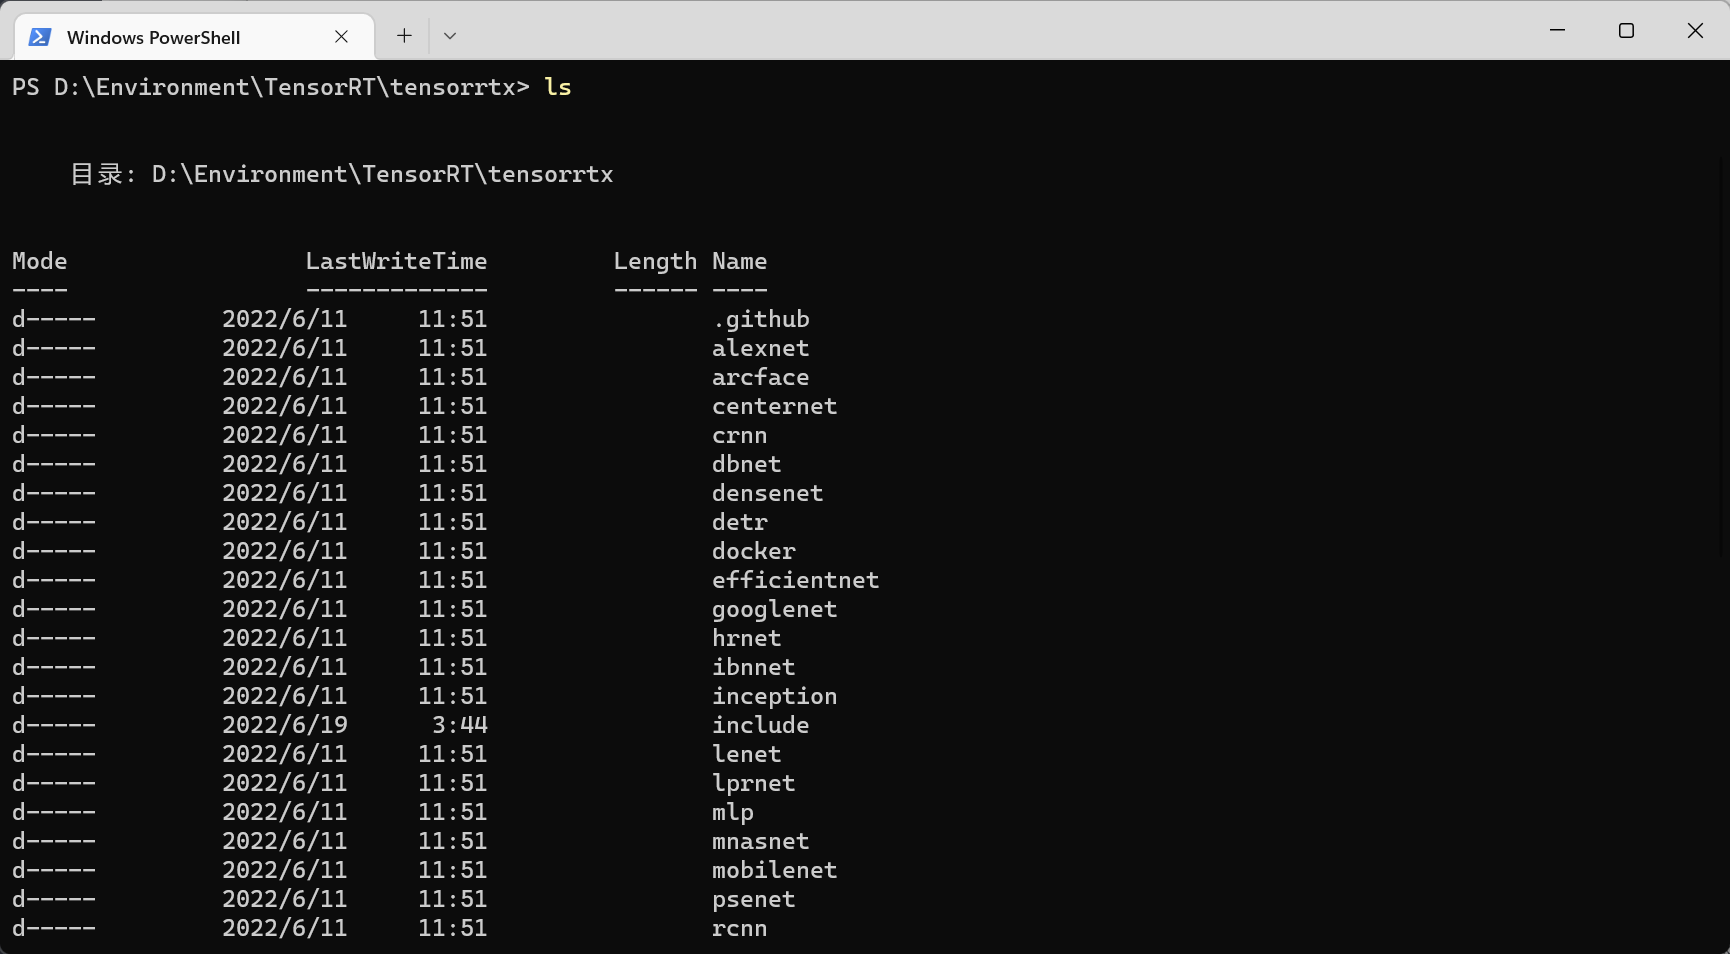 Windows PowerShell
PS D:\Environment\TensorRT\tensorrtx> ls
目录: D:\Environment\TensorRT\tensorrtx
Mode                 LastWriteTime         Length Name
----                 -------------         ------ ----
d-----         2022/6/11     11:51                .github
d-----         2022/6/11     11:51                alexnet
d-----         2022/6/11     11:51                arcface
d-----         2022/6/11     11:51                centernet
d-----         2022/6/11     11:51                crnn
d-----         2022/6/11     11:51                dbnet
d-----         2022/6/11     11:51                densenet
d-----         2022/6/11     11:51                detr
d-----         2022/6/11     11:51                docker
d-----         2022/6/11     11:51                efficientnet
d-----         2022/6/11     11:51                googlenet
d-----         2022/6/11     11:51                hrnet
d-----         2022/6/11     11:51                ibnnet
d-----         2022/6/11     11:51                inception
d-----         2022/6/19      3:44                include
d-----         2022/6/11     11:51                lenet
d-----         2022/6/11     11:51                lprnet
d-----         2022/6/11     11:51                mlp
d-----         2022/6/11     11:51                mnasnet
d-----         2022/6/11     11:51                mobilenet
d-----         2022/6/11     11:51                psenet
d-----         2022/6/11     11:51                rcnn